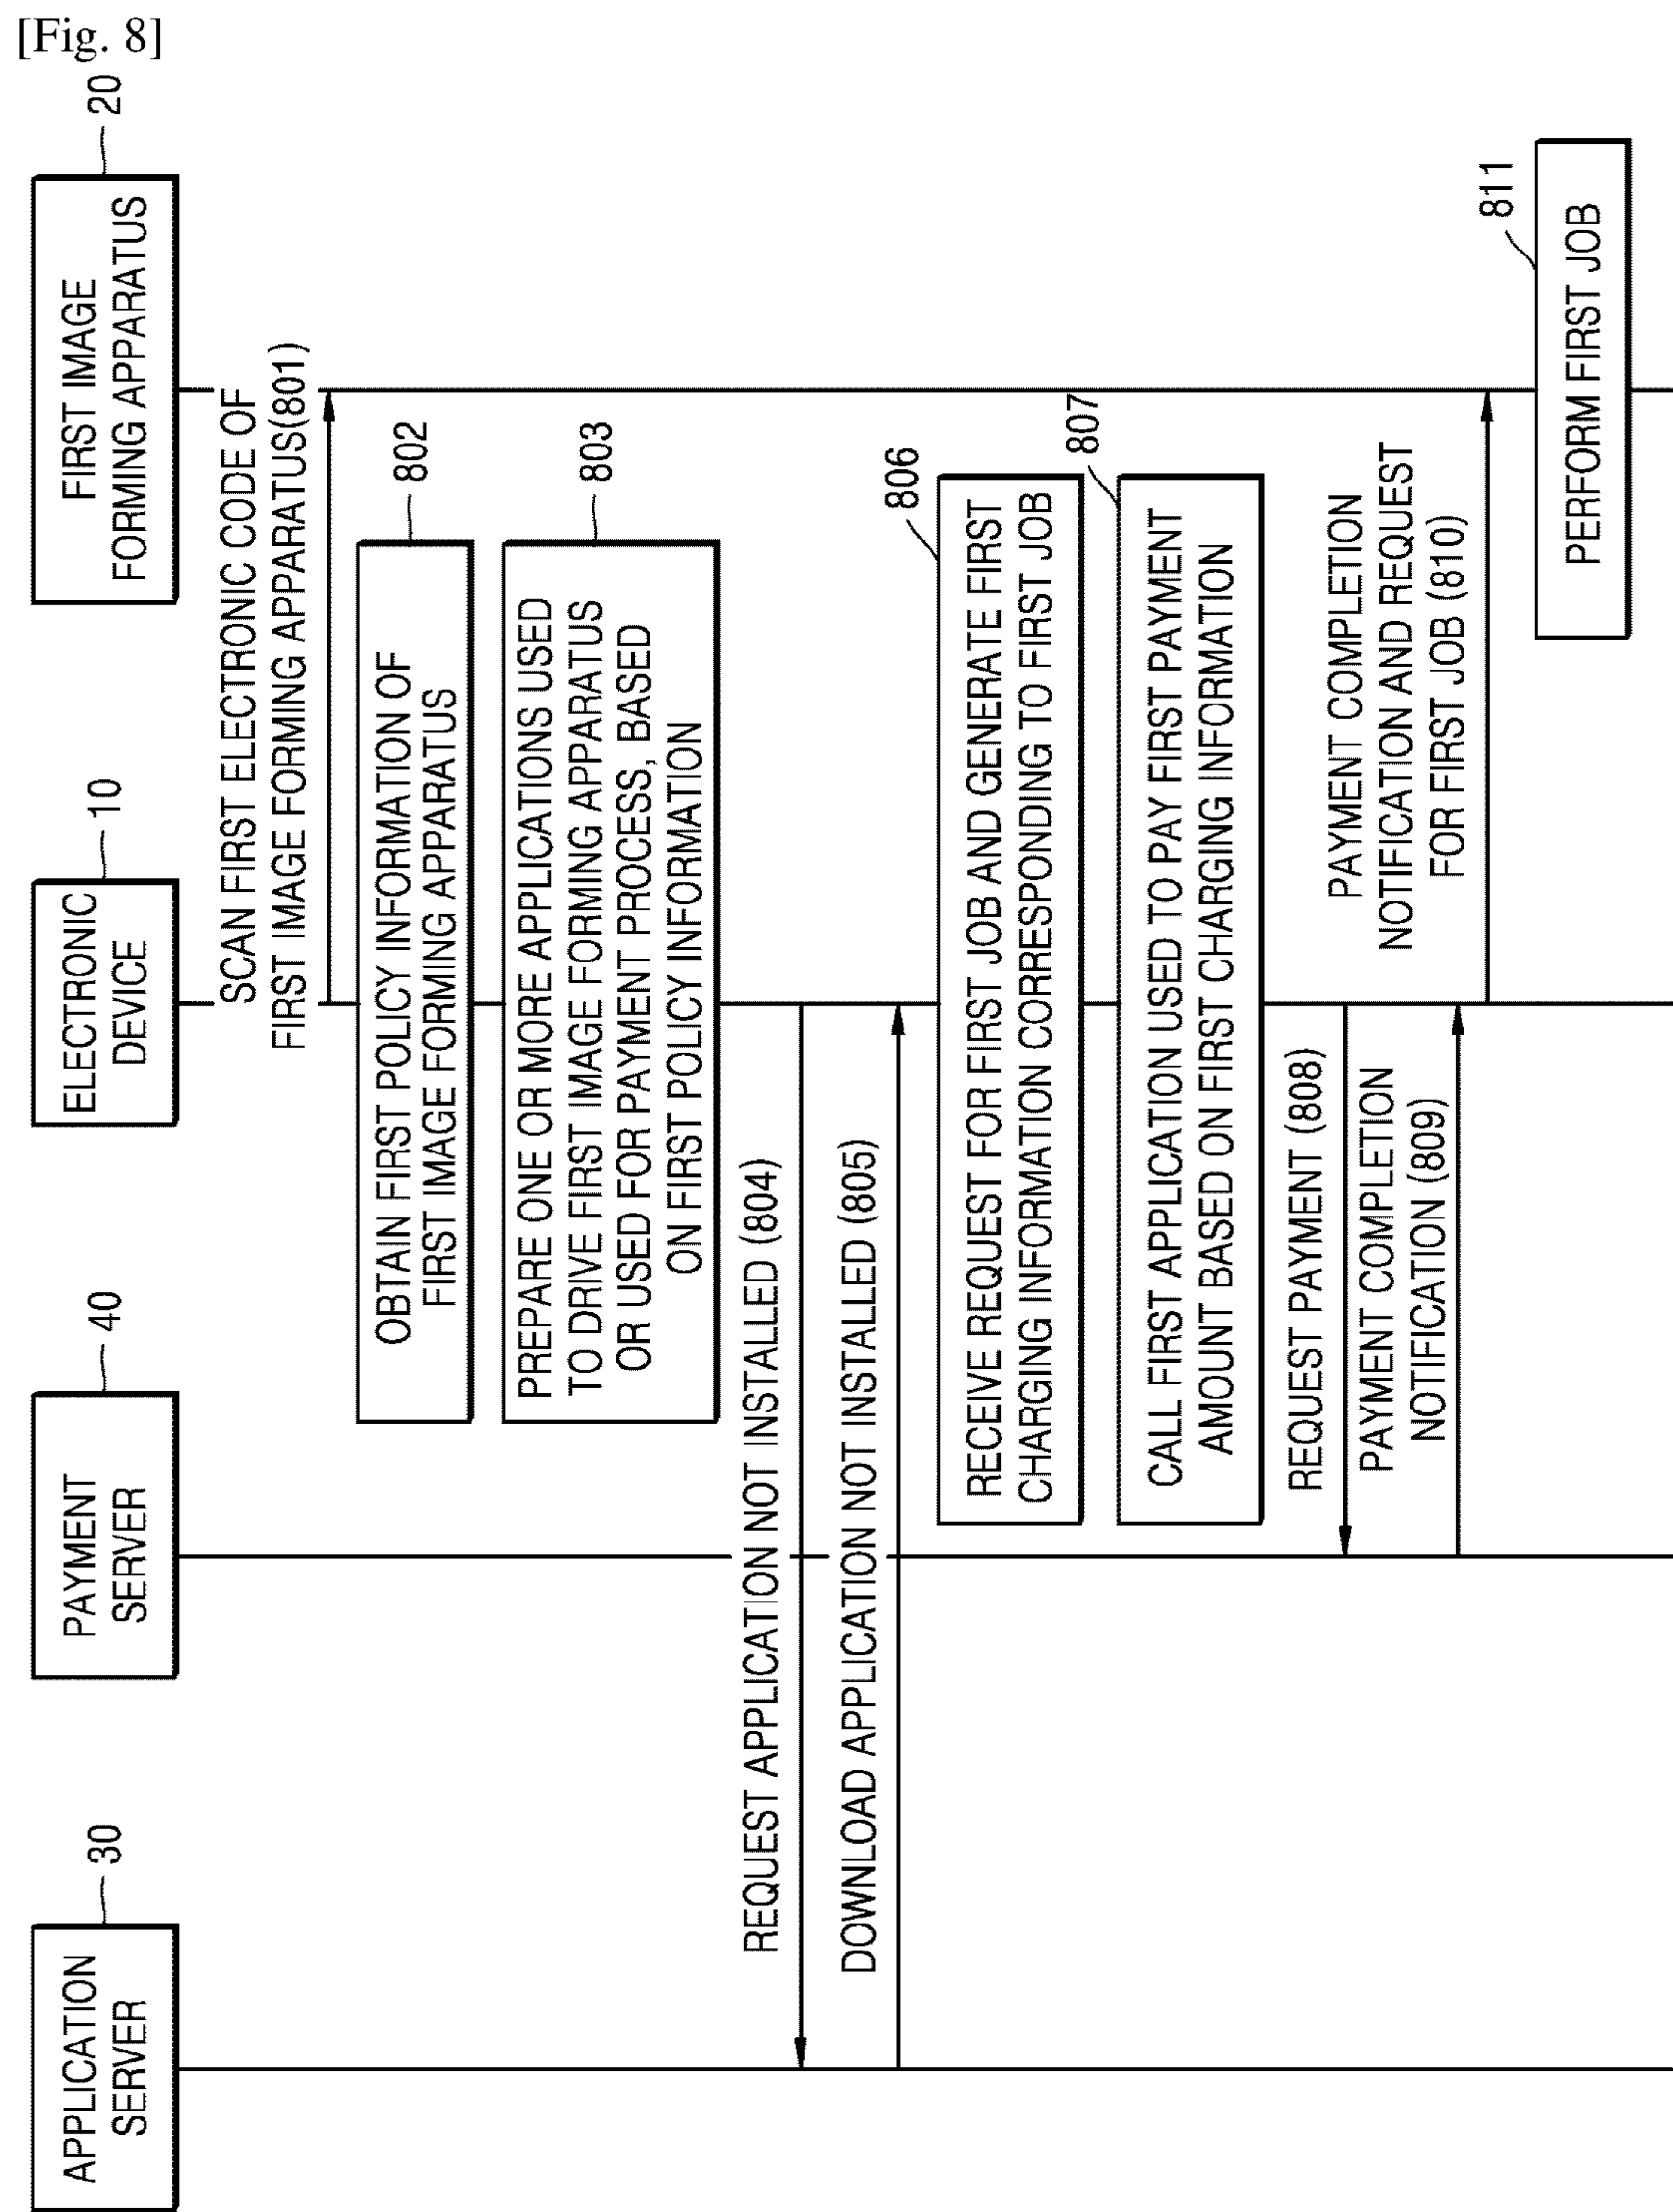 [Fig. 8]
APPLICATION
SERVER
30
PAYMENT
SERVER
40
ELECTRONIC
DEVICE
10
FIRST IMAGE
FORMING APPARATUS
20
SCAN FIRST ELECTRONIC CODE OF
FIRST IMAGE FORMING APPARATUS(801)
802
OBTAIN FIRST POLICY INFORMATION OF
FIRST IMAGE FORMING APPARATUS
803
PREPARE ONE OR MORE APPLICATIONS USED
TO DRIVE FIRST IMAGE FORMING APPARATUS
OR USED FOR PAYMENT PROCESS, BASED
ON FIRST POLICY INFORMATION
REQUEST APPLICATION NOT INSTALLED (804)
DOWNLOAD APPLICATION NOT INSTALLED (805)
806
RECEIVE REQUEST FOR FIRST JOB AND GENERATE FIRST
CHARGING INFORMATION CORRESPONDING TO FIRST JOB
807
CALL FIRST APPLICATION USED TO PAY FIRST PAYMENT
AMOUNT BASED ON FIRST CHARGING INFORMATION
REQUEST PAYMENT (808)
PAYMENT COMPLETION
NOTIFICATION (809)
PAYMENT COMPLETION
NOTIFICATION AND REQUEST
FOR FIRST JOB (810)
811
PERFORM FIRST JOB